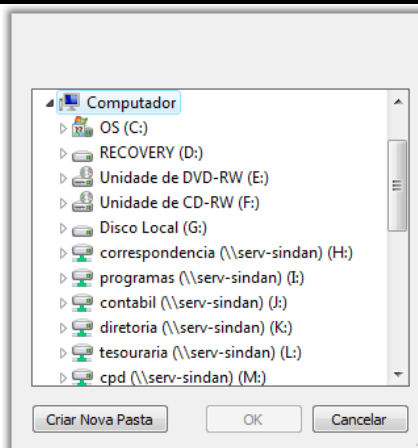 Computador
OS (C:)
RECOVERY (D:)
Unidade de DVD-RW (E:)
Unidade de CD-RW (F:)
Disco Local (G:)
correspondencia (\\serv-sindan) (H:)
programas (\\serv-sindan) (I:)
contabil (\\serv-sindan) (J:)
diretoria (\\serv-sindan) (K:)
tesouraria (\\serv-sindan) (L:)
cpd (\\serv-sindan) (M:)
Criar Nova Pasta OK Cancelar